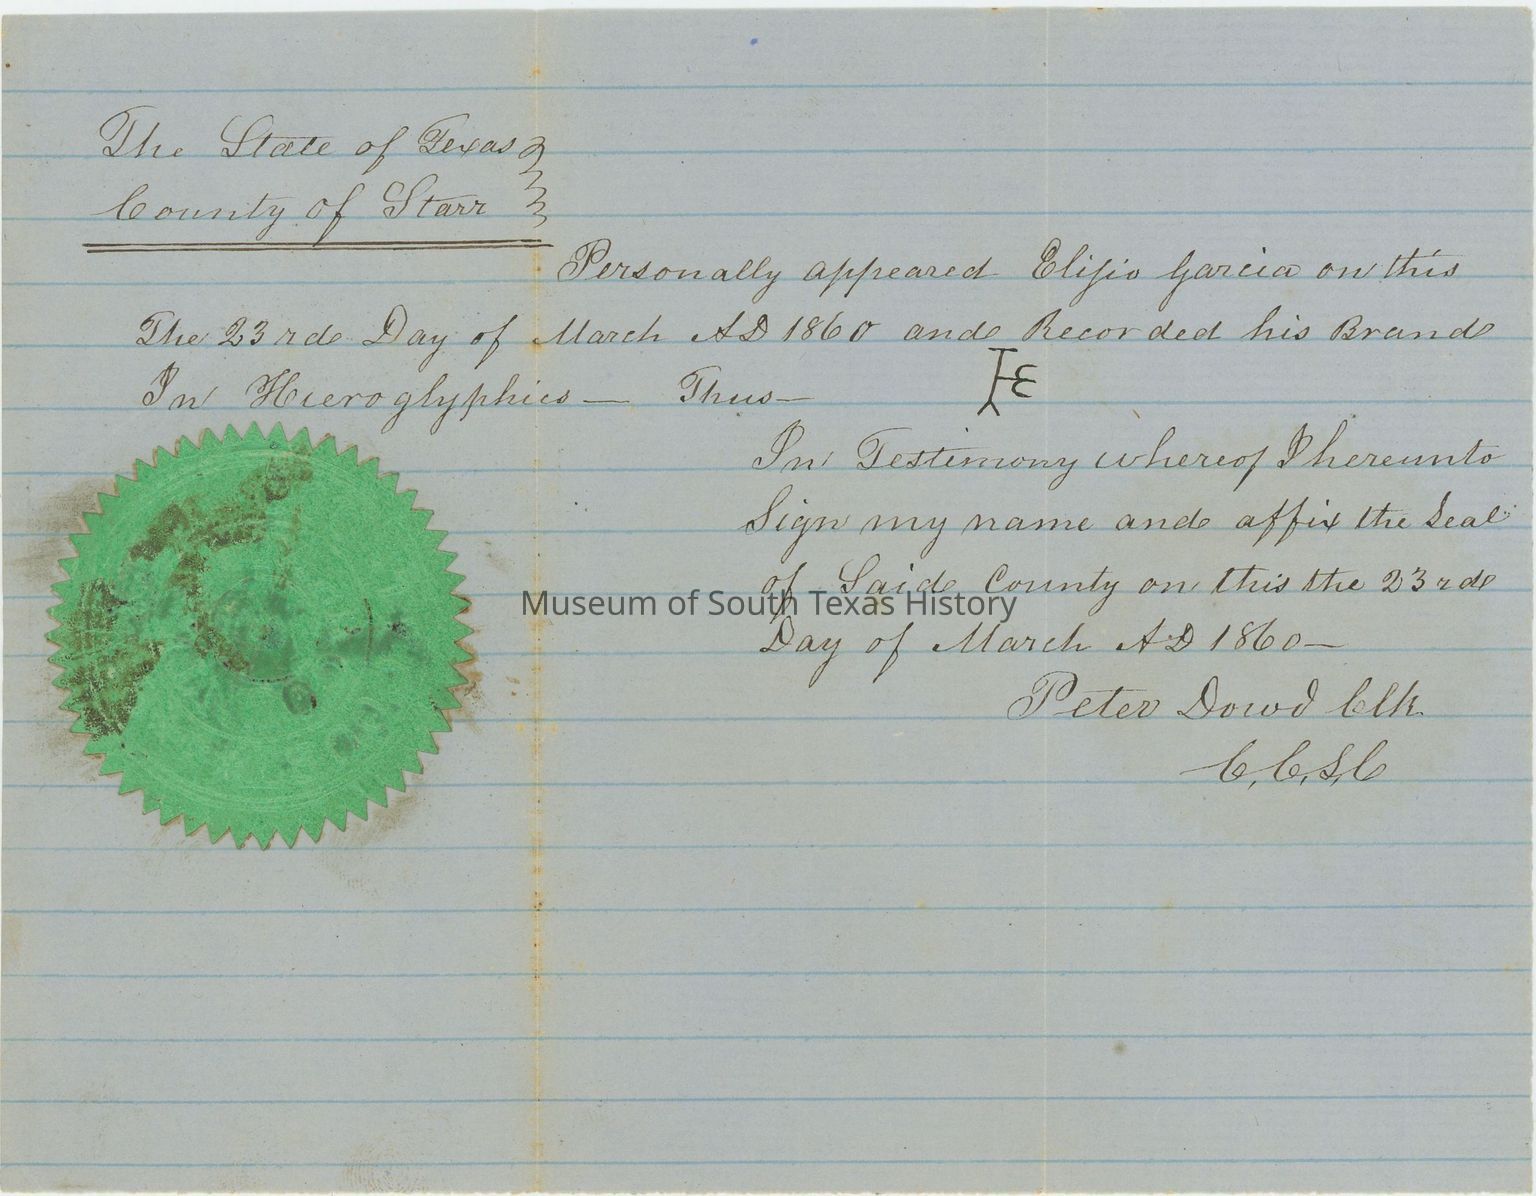 The State of Texas
County of Starr
Personally appeared Elijio Garcia on this
The 23rde Day of March AD 1860 ande Recorded his Brande
In Hieroglyphics — Thus —
In Testimony whereof I hereunto
Sign my name ande affix the Seal
of Saide County on this the 23rde
Museum of South Texas History
Day of March AD 1860 —
Peter Dowd Clk
C,C,S,C